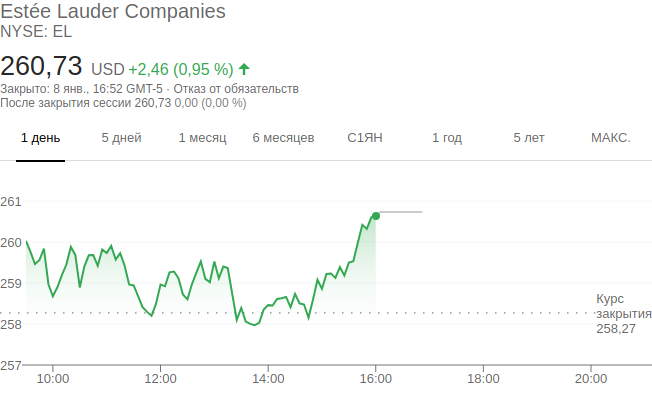 Estée Lauder Companies
NYSE: EL
260,73 USD +2,46 (0,95 %)
Закрыто: 8 янв., 16:52 GMT-5 · Отказ от обязательств
После закрытия сессии 260,73 0,00 (0,00 %)
1 день 5 дней 1 месяц 6 месяцев С1ЯН 1 год 5 лет МАКС.
261
260
259
258
257
Курс
закрытия
258,27
10:00 12:00 14:00 16:00 18:00 20:00